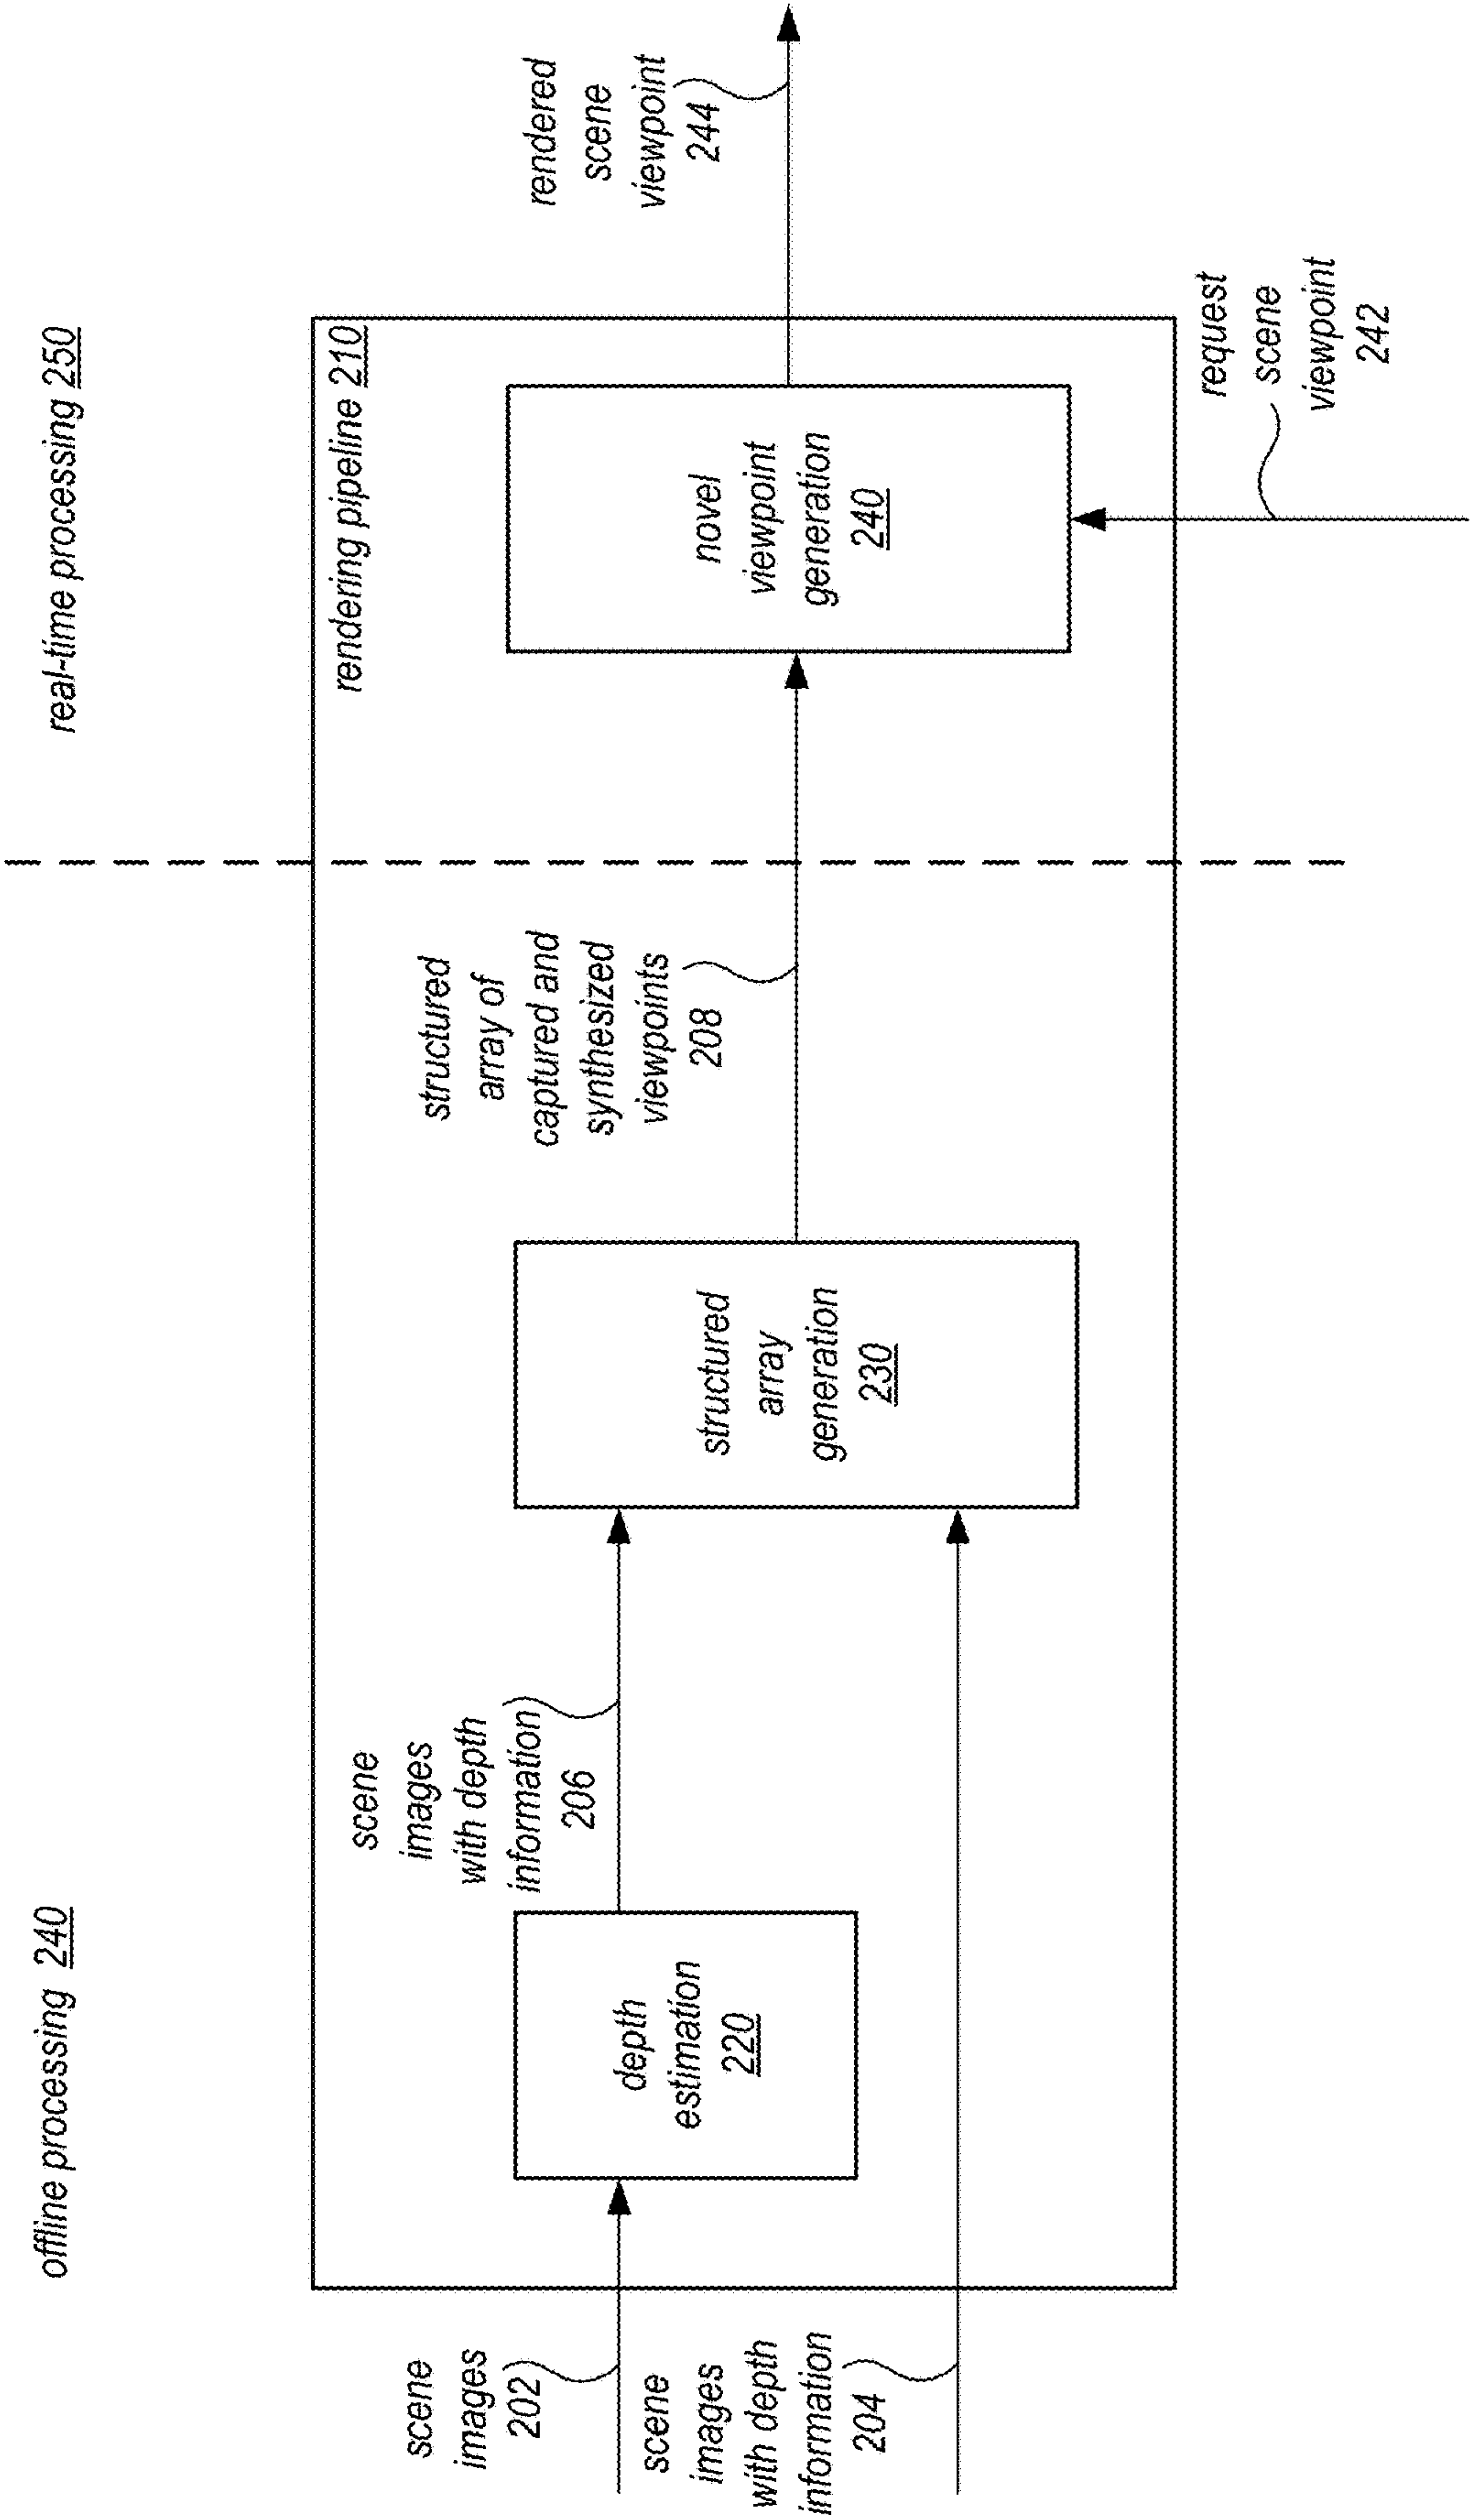 offline processing 240
real-time processing 250
rendering pipeline 210
scene
images
202
scene
images
with depth
information
204
depth
estimation
220
scene
images
with depth
information
206
structured
array
generation
230
structured
array of
captured and
synthesized
viewpoints
208
novel
viewpoint
generation
240
request
scene
viewpoint
242
rendered
scene
viewpoint
244